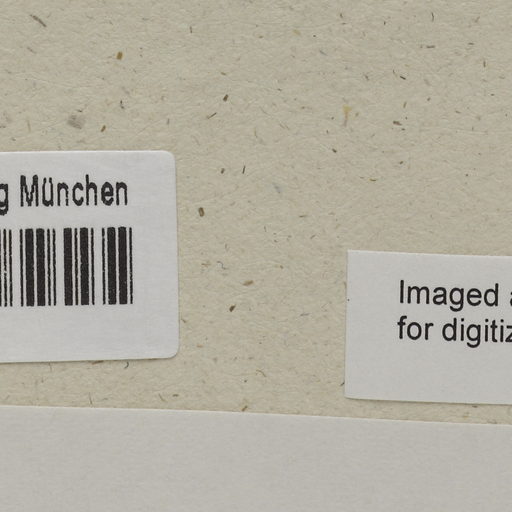 g München
Imaged
for digitiz